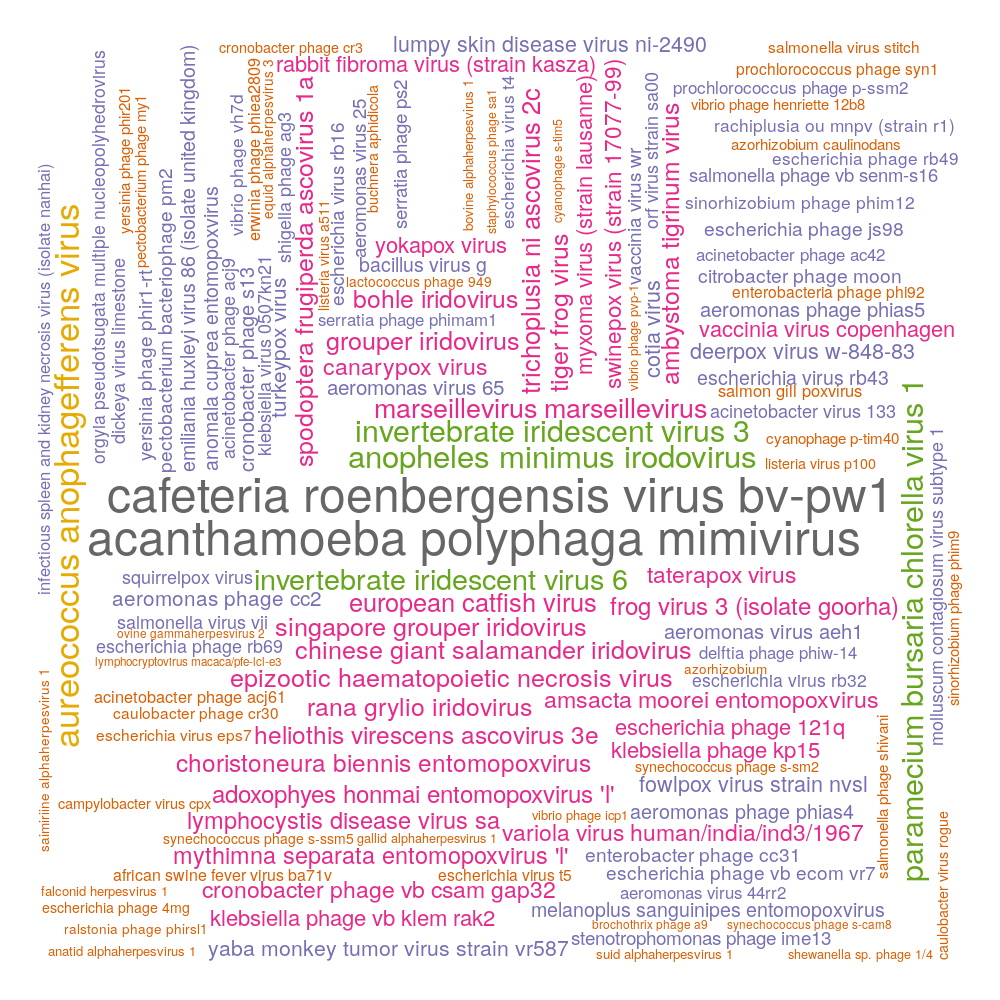 lumpy skin disease virus ni-2490
cronobacter phage cr3
salmonella virus stitch
rabbit fibroma virus (strain kasza)
prochlorococcus phage syn1
prochlorococcus phage p-ssm2
vibrio phage henriette 12b8
rachiplusia ou mnpv (strain r1)
azorhizobium caulinodans
escherichia phage rb49
salmonella phage vb senm-s16
sinorhizobium phage phim12
escherichia phage js98
acinetobacter phage ac42
citrobacter phage moon
enterobacteria phage phi92
aeromonas phage phias5
vaccinia virus copenhagen
deerpox virus w-848-83
escherichia virus rb43
salmon gill poxvirus
acinetobacter virus 133
cyanophage p-tim40
listeria virus p100
infectious spleen and kidney necrosis virus (isolate nanhai)
aureococcus anophagefferens virus
orgyia pseudotsugata multiple nucleopolyhedrovirus
dickeya virus limestone
yersinia phage phir201
pectobacterium phage my1
yersinia phage phir1-rt
pectobacterium bacteriophage pm2
emiliania huxleyi virus 86 (isolate united kingdom)
anomala cuprea entomopoxvirus
acinetobacter phage acj9
vibrio phage vh7d
cronobacter phage s13
erwinia phage phiea2809
equid alphaherpesvirus 3
klebsiella virus 0507kn21
turkeypox virus
shigella phage ag3
spodoptera frugiperda ascovirus 1a
listeria virus a511
escherichia virus rb16
aeromonas virus 25
buchnera aphidicola
serratia phage ps2
bovine alphaherpesvirus 1
staphylococcus phage sa1
escherichia virus t4
trichoplusia ni ascovirus 2c
cyanophage s-tim5
tiger frog virus
myxoma virus (strain lausanne)
swinepox virus (strain 17077-99)
vaccinia virus wr
vibrio phage pvp-1
orf virus strain sa00
cotia virus
ambystoma tigrinum virus
yokapox virus
bacillus virus g
lactococcus phage 949
bohle iridovirus
serratia phage phimam1
grouper iridovirus
canarypox virus
aeromonas virus 65
marseillevirus marseillevirus
invertebrate iridescent virus 3
anopheles minimus irodovirus
cafeteria roenbergensis virus bv-pw1
acanthamoeba polyphaga mimivirus
paramecium bursaria chlorella virus 1
molluscum contagiosum virus subtype 1
sinorhizobium phage phim9
squirrelpox virus
invertebrate iridescent virus 6
taterapox virus
aeromonas phage cc2
european catfish virus
frog virus 3 (isolate goorha)
salmonella virus vji
singapore grouper iridovirus
aeromonas virus aeh1
ovine gammaherpesvirus 2
escherichia phage rb69
chinese giant salamander iridovirus
delftia phage phiw-14
lymphocryptovirus macaca/pfe-lcl-e3
azorhizobium
epizootic haematopoietic necrosis virus
escherichia virus rb32
acinetobacter phage acj61
rana grylio iridovirus
amsacta moorei entomopoxvirus
caulobacter phage cr30
escherichia phage 121q
escherichia virus eps7
heliothis virescens ascovirus 3e
klebsiella phage kp15
choristoneura biennis entomopoxvirus
synechococcus phage s-sm2
fowlpox virus strain nvsl
saimiriine alphaherpesvirus 1
salmonella phage shivani
campylobacter virus cpx
adoxophyes honmai entomopoxvirus 'l'
vibrio phage icp1
aeromonas phage phias4
lymphocystis disease virus sa
variola virus human/india/ind3/1967
synechococcus phage s-ssm5
gallid alphaherpesvirus 1
mythimna separata entomopoxvirus 'l'
enterobacter phage cc31
african swine fever virus ba71v
escherichia virus t5
escherichia phage vb ecom vr7
falconid herpesvirus 1
cronobacter phage vb csam gap32
aeromonas virus 44rr2
caulobacter virus rogue
escherichia phage 4mg
klebsiella phage vb klem rak2
melanoplus sanguinipes entomopoxvirus
ralstonia phage phirsl1
brochothrix phage a9
synechococcus phage s-cam8
anatid alphaherpesvirus 1
yaba monkey tumor virus strain vr587
stenotrophomonas phage ime13
suid alphaherpesvirus 1
shewanella sp. phage 1/4